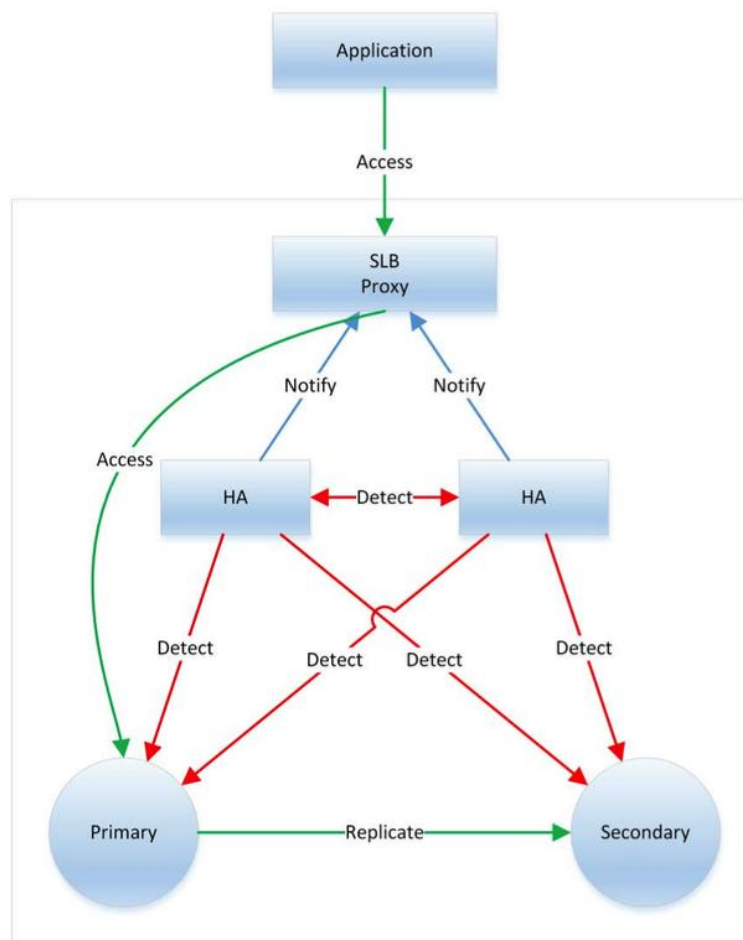 Application
Access
SLB
Proxy
Notify
Notify
Access
HA
Detect
HA
Detect
Detect
Detect
Detect
Primary
Replicate
Secondary